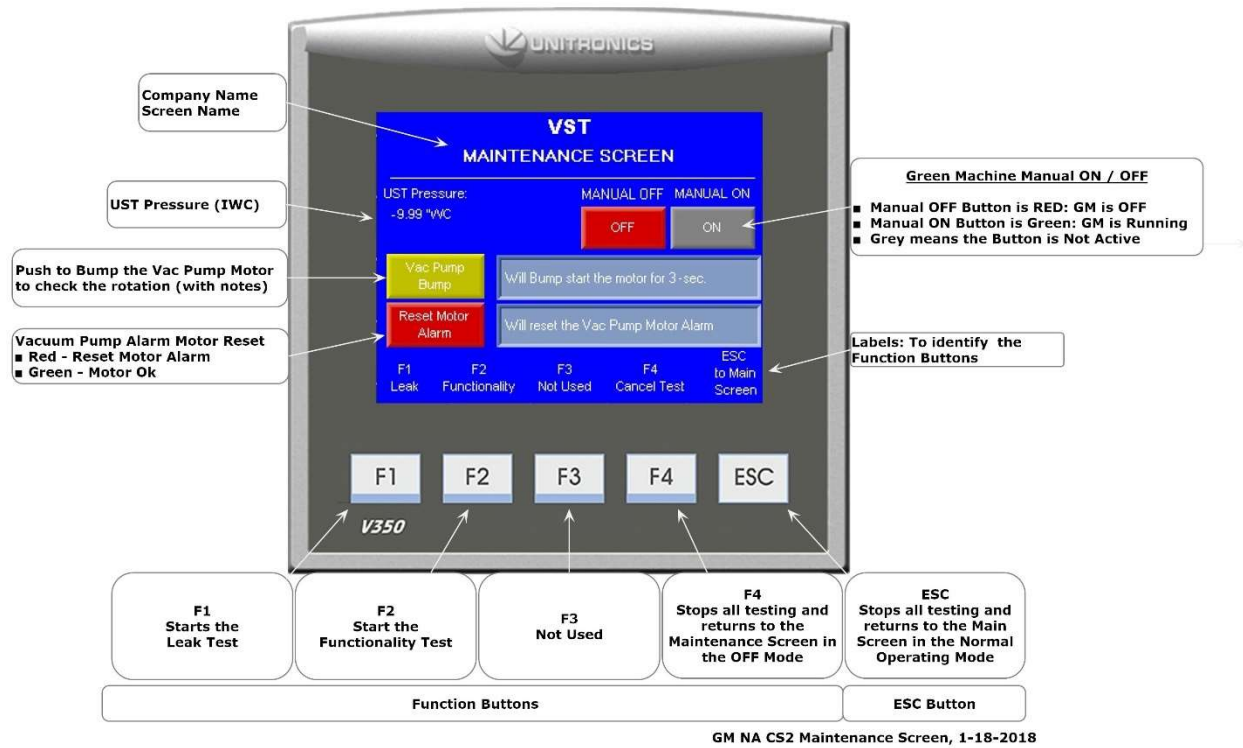 UNITRONICS
Company Name
Screen Name
VST
MAINTENANCE SCREEN
UST Pressure (IWC)
UST Pressure:
-9.99 "WC
MANUAL OFF MANUAL ON
OFF ON
Green Machine Manual ON / OFF
■ Manual OFF Button is RED: GM is OFF
■ Manual ON Button is Green: GM is Running
■ Grey means the Button is Not Active
Push to Bump the Vac Pump Motor
to check the rotation (with notes)
Vac Pump
Bump
Will Bump start the motor for 3-sec.
Vacuum Pump Alarm Motor Reset
■ Red - Reset Motor Alarm
■ Green - Motor Ok
Reset Motor
Alarm
Will reset the Vac Pump Motor Alarm
Labels: To identify the
Function Buttons
F1
Leak
F2
Functionality
F3
Not Used
F4
Cancel Test
ESC
to Main
Screen
F1 F2 F3 F4 ESC
V350
F1
Starts the
Leak Test
F2
Start the
Functionality Test
F3
Not Used
F4
Stops all testing and
returns to the
Maintenance Screen in
the OFF Mode
ESC
Stops all testing and
returns to the Main
Screen in the Normal
Operating Mode
Function Buttons
ESC Button
GM NA CS2 Maintenance Screen, 1-18-2018